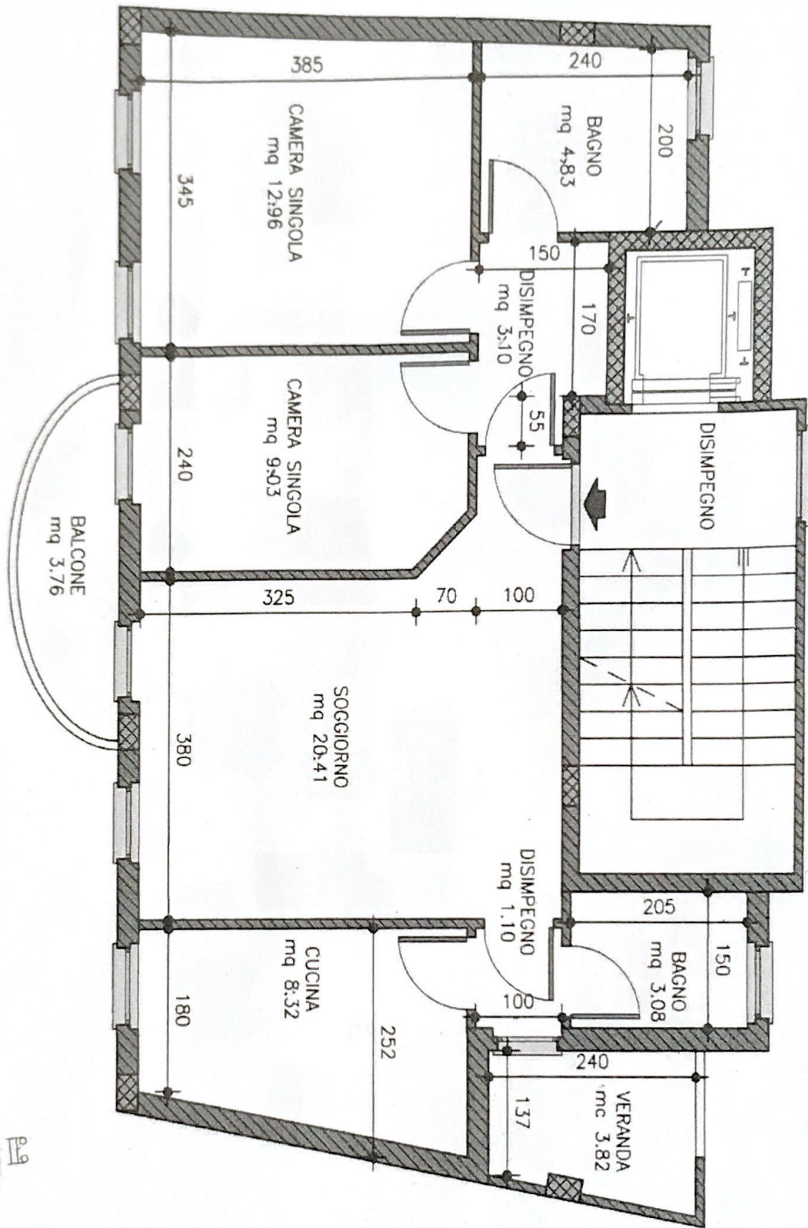 240
385
BAGNO
mq 4,83
200
CAMERA SINGOLA
mq 12,96
345
150
DISIMPEGNO
mq 3,10
170
55
DISIMPEGNO
CAMERA SINGOLA
mq 9,03
240
BALCONE
mq 3.76
325
70
100
SOGGIORNO
mq 20,41
380
DISIMPEGNO
mq 1.10
205
150
BAGNO
mq 3.08
CUCINA
mq 8,32
180
252
100
240
137
VERANDA
mc 3.82